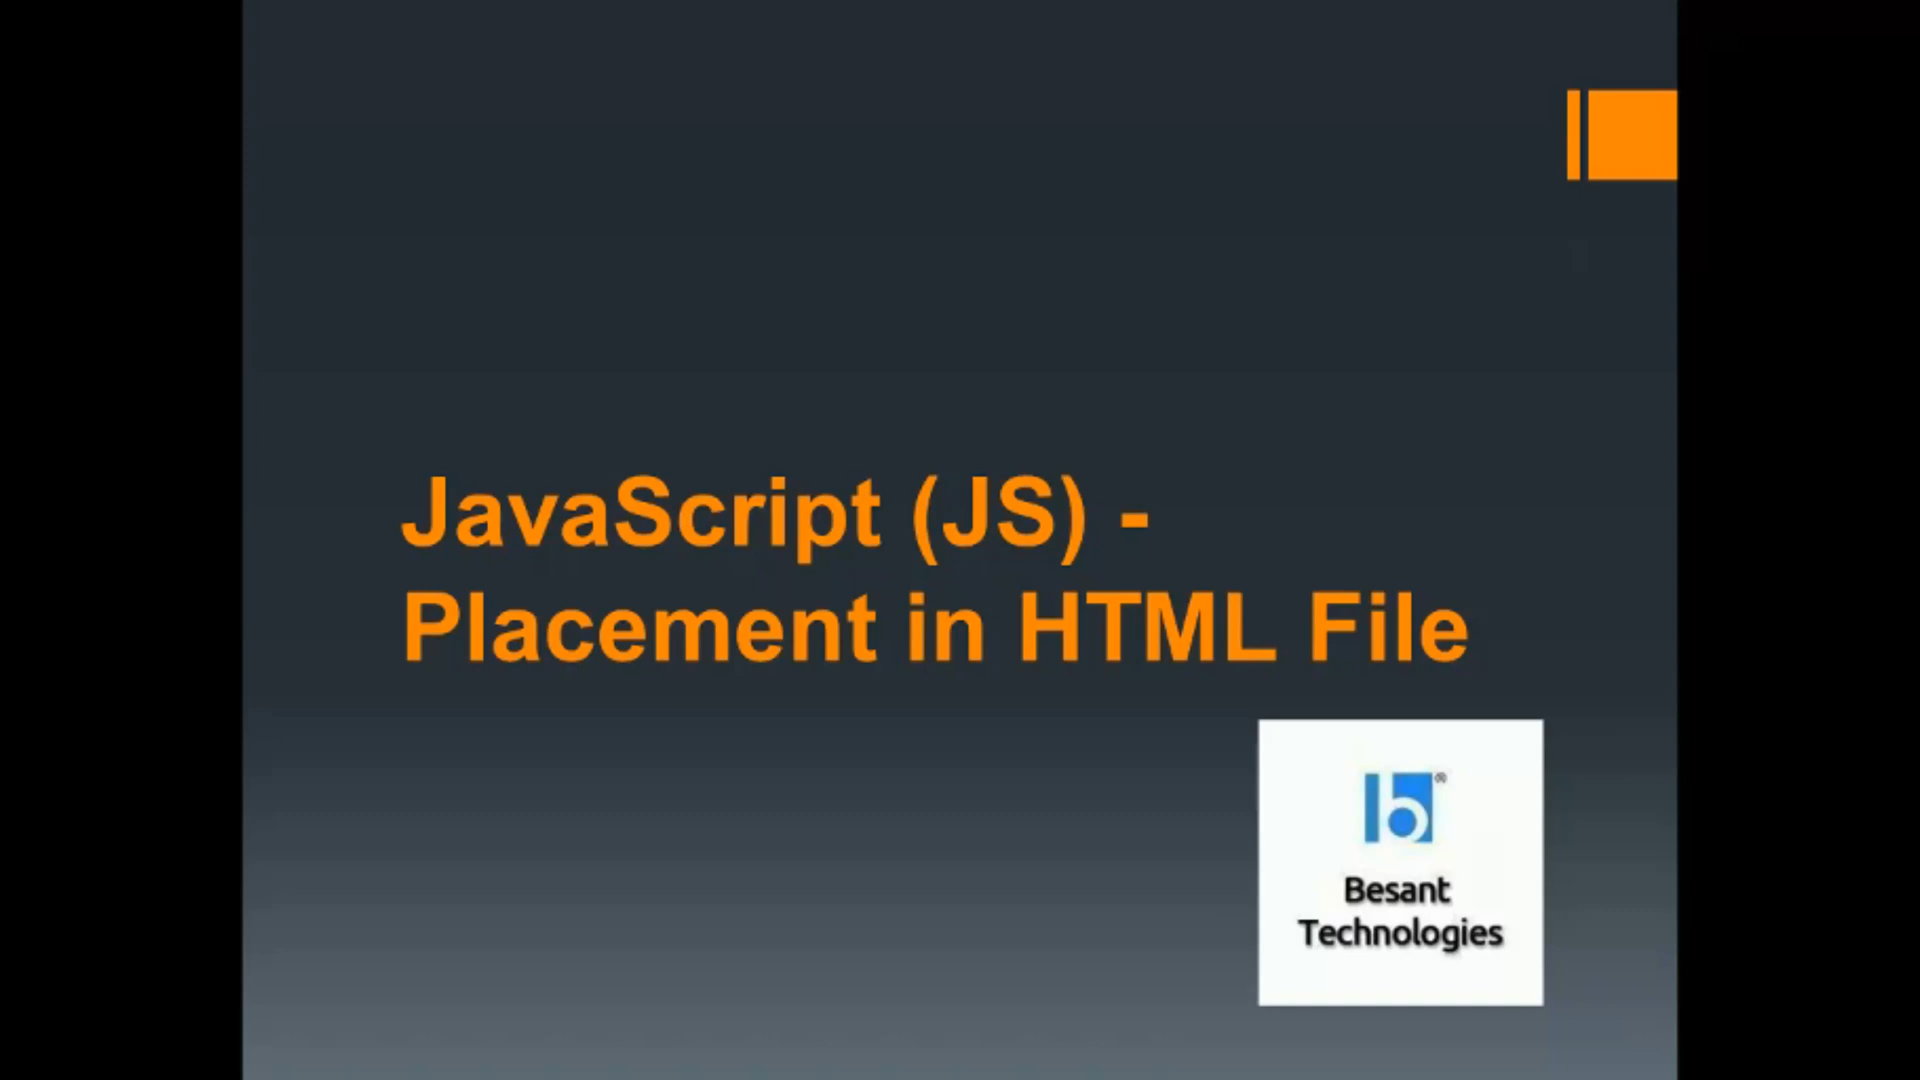 JavaScript (JS) -
Placement in HTML File
b®
Besant
Technologies